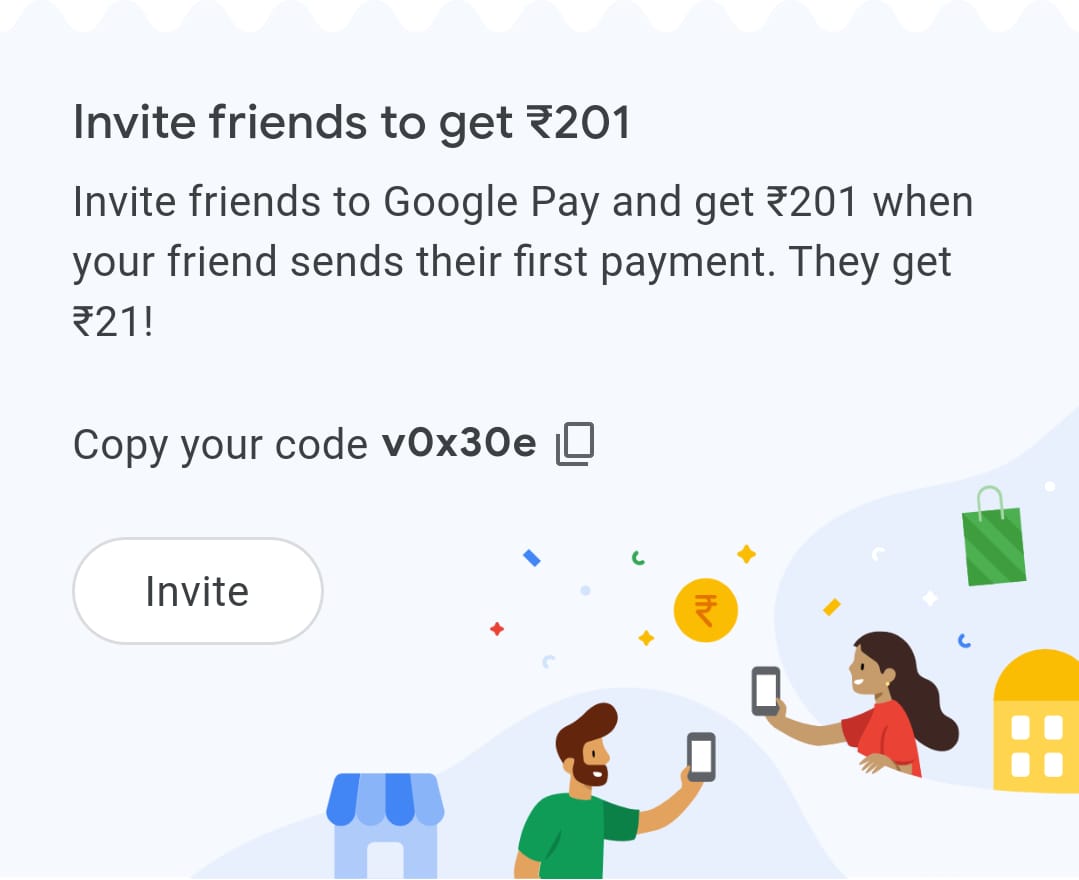 Invite friends to get ₹201
Invite friends to Google Pay and get ₹201 when
your friend sends their first payment. They get
₹21!
Copy your code v0x30e
Invite
₹